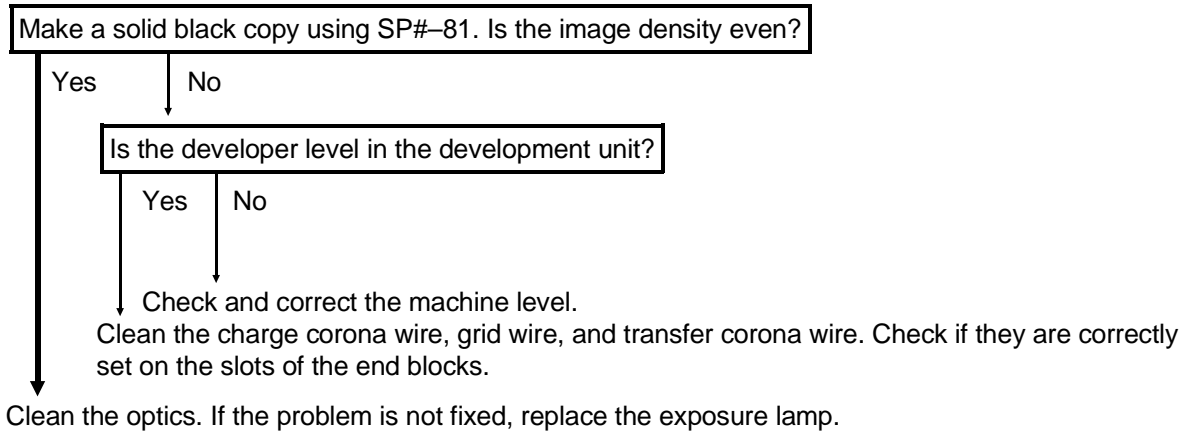 Make a solid black copy using SP#–81. Is the image density even?
Yes
No
Is the developer level in the development unit?
Yes
No
Check and correct the machine level.
Clean the charge corona wire, grid wire, and transfer corona wire. Check if they are correctly
set on the slots of the end blocks.
Clean the optics. If the problem is not fixed, replace the exposure lamp.